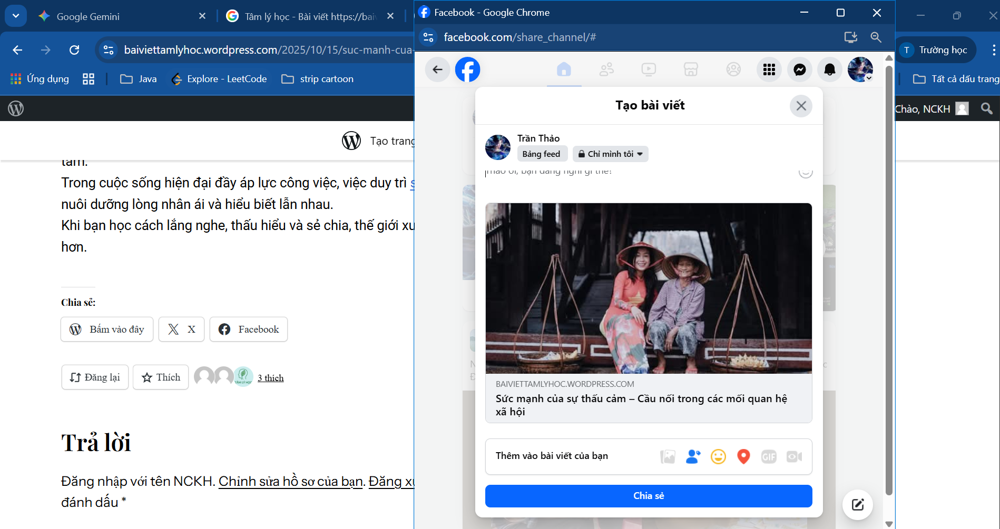 Google Gemini
Tâm lý học - Bài viết https://bai
baiviettamlyhoc.wordpress.com/2025/10/15/suc-manh-cua-
Ứng dụng
Java
Explore - LeetCode
strip cartoon
Facebook - Google Chrome
facebook.com/share_channel/#
T
Trường học
Tất cả dấu trang
Chào, NCKH
Tạo trang
tâm.
Trong cuộc sống hiện đại đầy áp lực công việc, việc duy trì s
nuôi dưỡng lòng nhân ái và hiểu biết lẫn nhau.
Khi bạn học cách lắng nghe, thấu hiểu và sẻ chia, thế giới xu
hơn.
Chia sẻ:
Bấm vào đây
X
Facebook
Đăng lại
Thích
TÂM LÝ HỌC
3 thích
Trả lời
Đăng nhập với tên NCKH. Chỉnh sửa hồ sơ của bạn. Đăng xu
đánh dấu *
Tạo bài viết
Trần Thảo
Bảng feed
Chỉ mình tôi
Thảo ơi, bạn đang nghĩ gì thế?
BAIVIETTAMLYHOC.WORDPRESS.COM
Sức mạnh của sự thấu cảm – Cầu nối trong các mối quan hệ
xã hội
Thêm vào bài viết của bạn
GIF
Chia sẻ